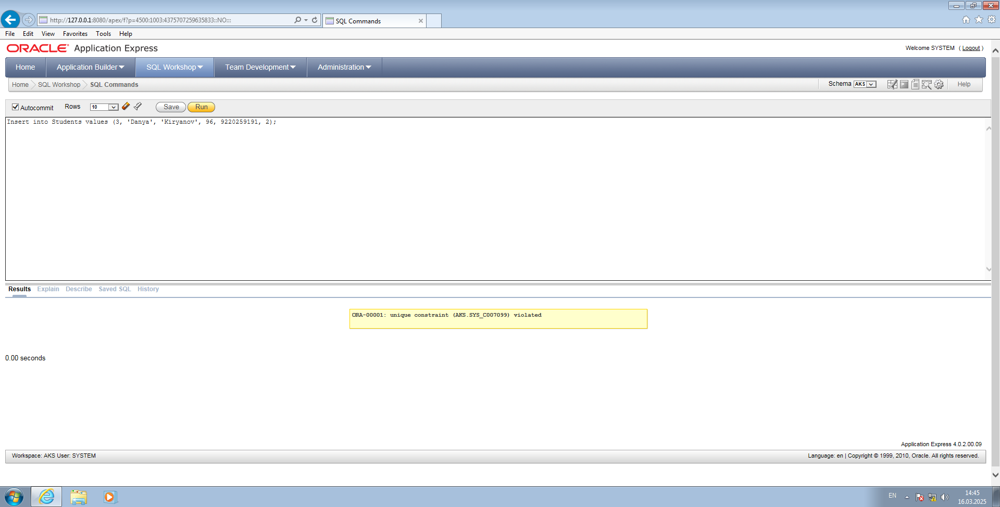 http://127.0.0.1:8080/apex/f?p=4500:1003:4375707259635833::NO:::
SQL Commands
File Edit View Favorites Tools Help
ORACLE Application Express
Welcome SYSTEM ( Logout )
Home Application Builder SQL Workshop Team Development Administration
Home SQL Workshop SQL Commands
Schema AKS Help
Autocommit Rows 10 Save Run
Insert into Students values (3, 'Danya', 'Kiryanov', 96, 9220259191, 2);
Results Explain Describe Saved SQL History
ORA-00001: unique constraint (AKS.SYS_C007099) violated
0.00 seconds
Application Express 4.0.2.00.09
Workspace: AKS User: SYSTEM
Language: en | Copyright © 1999, 2010, Oracle. All rights reserved.
EN
14:45
16.03.2025